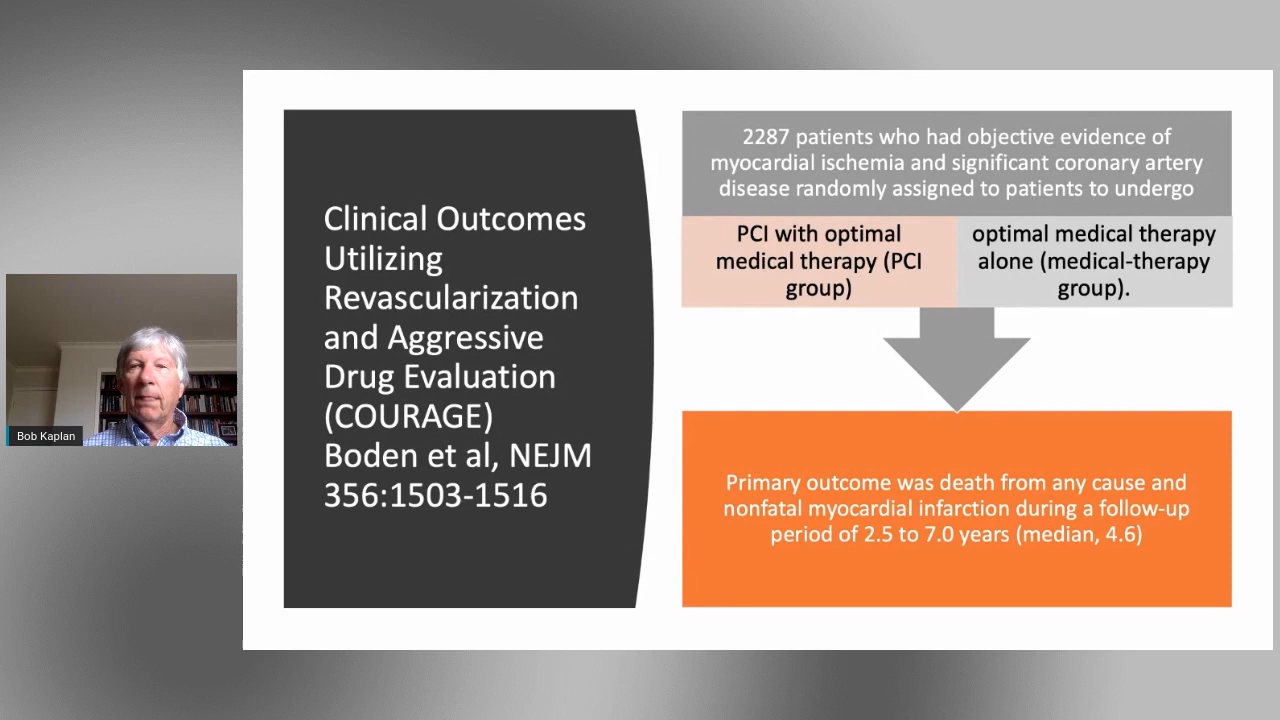 Clinical Outcomes
Utilizing
Revascularization
and Aggressive
Drug Evaluation
(COURAGE)
Boden et al, NEJM
356:1503-1516
2287 patients who had objective evidence of
myocardial ischemia and significant coronary artery
disease randomly assigned to patients to undergo
PCI with optimal
medical therapy (PCI
group)
optimal medical therapy
alone (medical-therapy
group).
Primary outcome was death from any cause and
nonfatal myocardial infarction during a follow-up
period of 2.5 to 7.0 years (median, 4.6)
Bob Kaplan